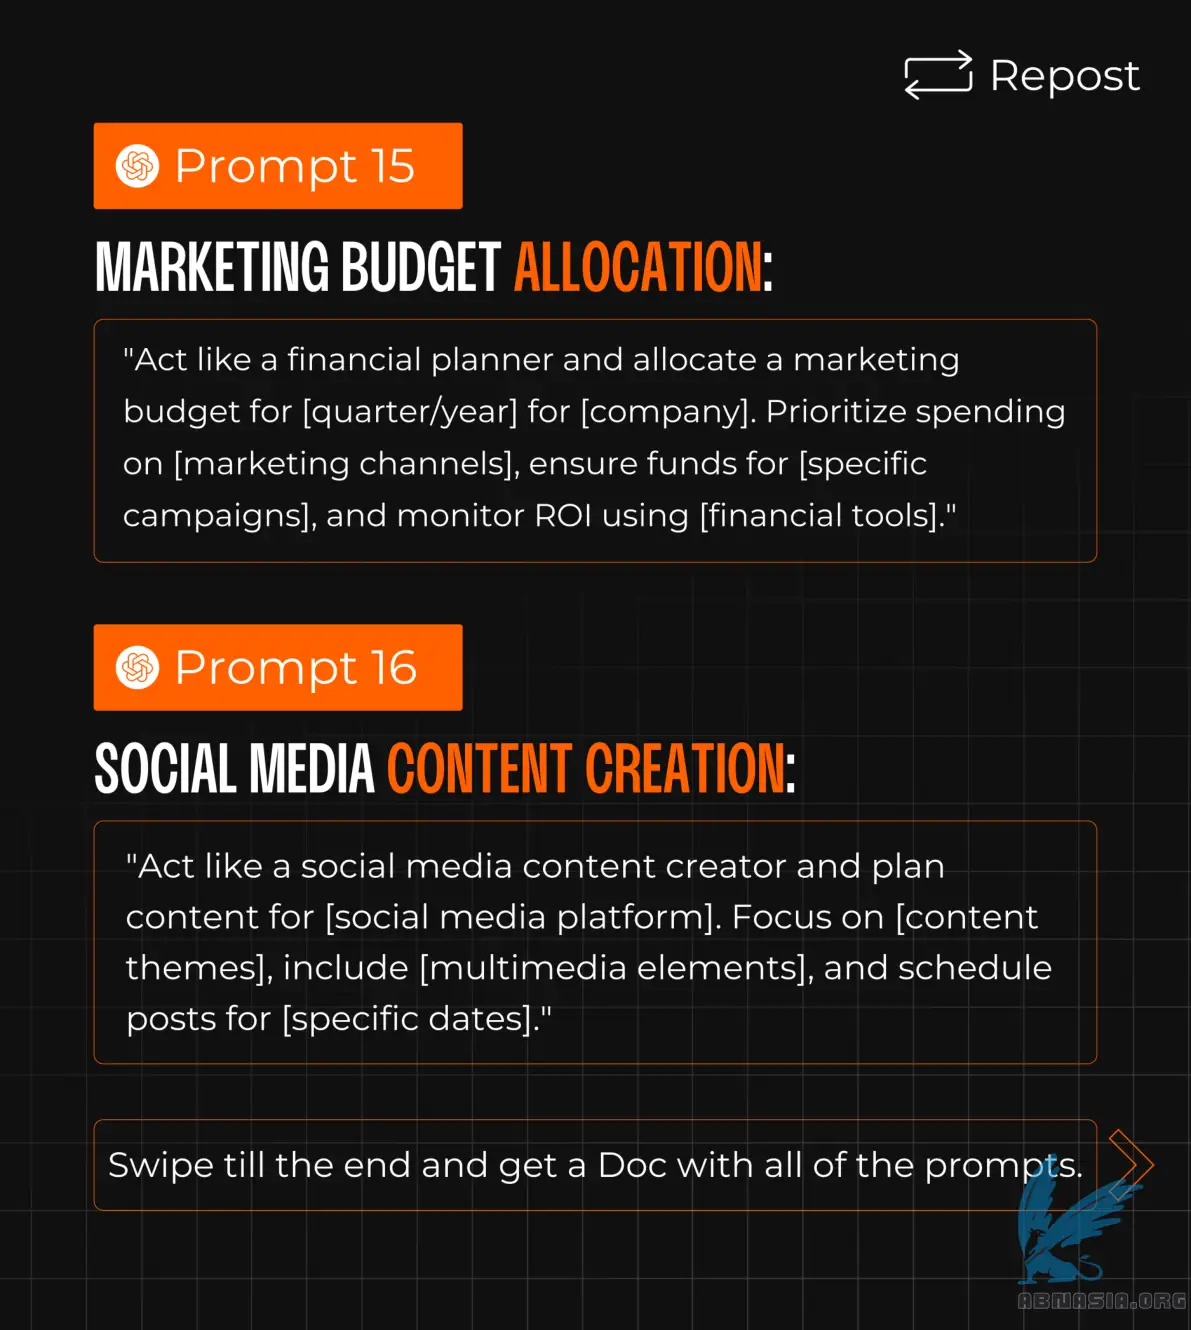 Repost
Prompt 15
MARKETING BUDGET ALLOCATION:
"Act like a financial planner and allocate a marketing
budget for [quarter/year] for [company]. Prioritize spending
on [marketing channels], ensure funds for [specific
campaigns], and monitor ROI using [financial tools]."
Prompt 16
SOCIAL MEDIA CONTENT CREATION:
"Act like a social media content creator and plan
content for [social media platform]. Focus on [content
themes], include [multimedia elements], and schedule
posts for [specific dates]."
Swipe till the end and get a Doc with all of the prompts.
ABNASIA.ORG